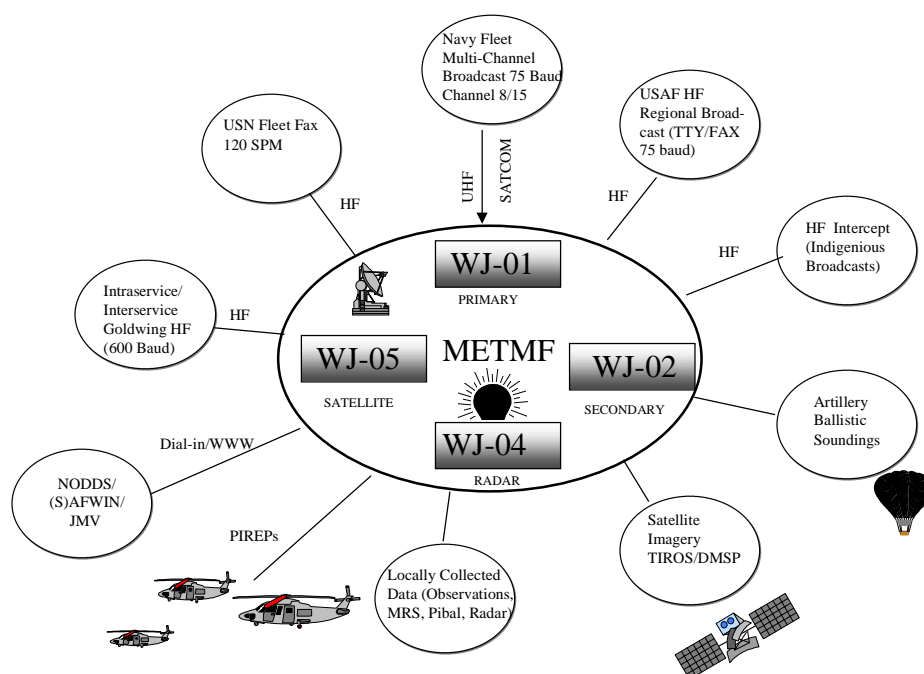 Navy Fleet
Multi-Channel
Broadcast 75 Baud
Channel 8/15
USN Fleet Fax
120 SPM
USAF HF
Regional Broad-
cast (TTY/FAX
75 baud)
UHF
SATCOM
HF
HF
HF Intercept
(Indigenious
Broadcasts)
HF
WJ-01
PRIMARY
Intraservice/
Interservice
Goldwing HF
(600 Baud)
HF
WJ-05
SATELLITE
METMF
WJ-02
SECONDARY
WJ-04
RADAR
Artillery
Ballistic
Soundings
Dial-in/WWW
NODDS/
(S)AFWIN/
JMV
PIREPs
Locally Collected
Data (Observations,
MRS, Pibal, Radar)
Satellite
Imagery
TIROS/DMSP